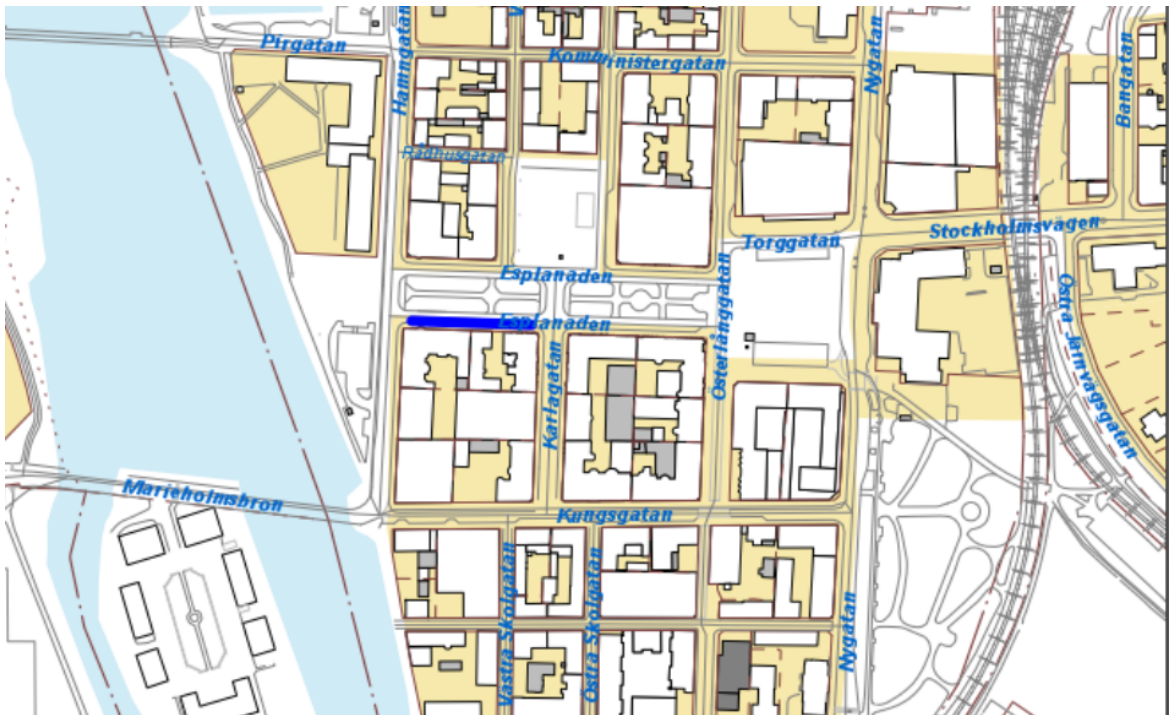 Pirgatan
Hamngatan
Komministergatan
Nygatan
Bangatan
Rådhusgatan
Torggatan
Stockholmsvägen
Esplanaden
Esplanaden
Österlånggatan
Östra Järnvägsgatan
Karlagatan
Marieholmsbron
Kungsgatan
Västra Skolgatan
Östra Skolgatan
Nygatan